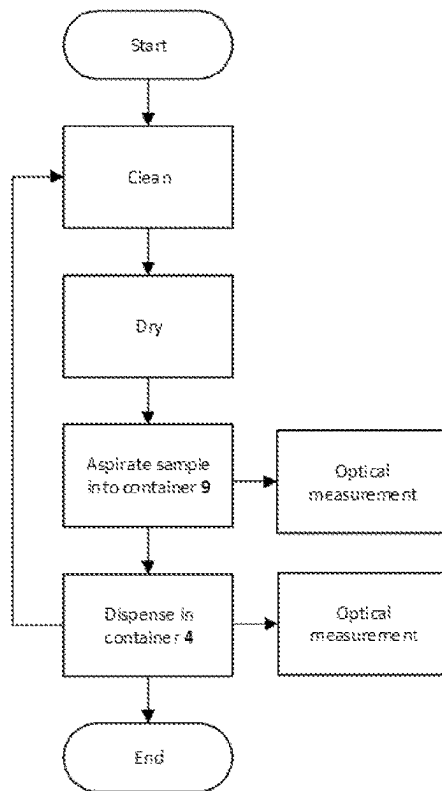 Start
Clean
Dry
Aspirate sample
into container 9
Optical
measurement
Dispense in
container 4
Optical
measurement
End